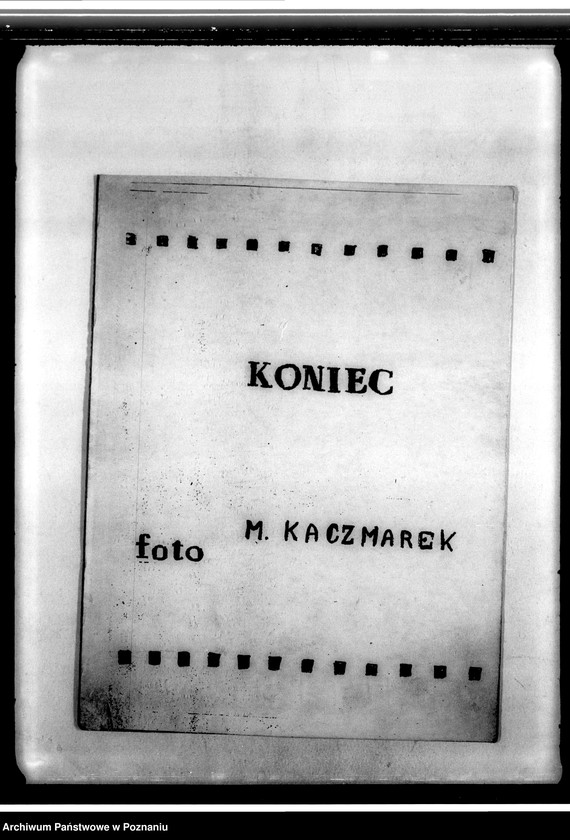 KONIEC
foto M. KACZMAREK
Archiwum Państwowe w Poznaniu